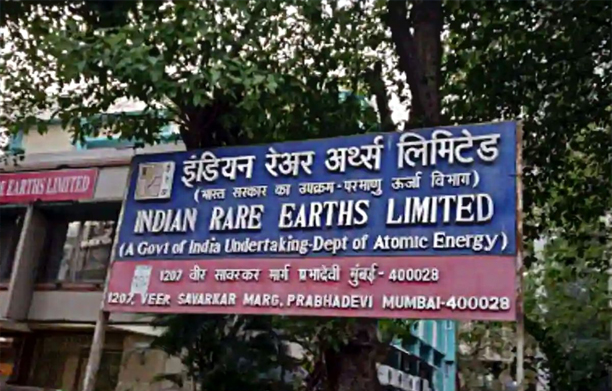 इंडियन रेअर अर्थ्स लिमिटेड
(भारत सरकार का उपक्रम-परमाणु ऊर्जा विभाग)
INDIAN RARE EARTHS LIMITED
(A Govt of India Undertaking-Dept of Atomic Energy)
1207 वीर सावरकर मार्ग प्रभादेवी मुंबई-400028
1207, VEER SAVARKAR MARG, PRABHADEVI MUMBAI-400028
E EARTHS LIMITED